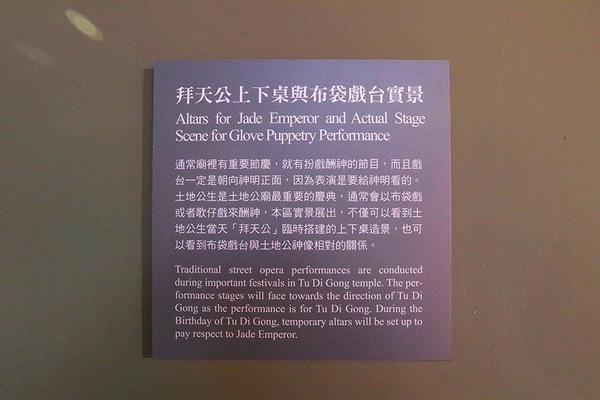 拜天公上下桌與布袋戲台實景
Altars for Jade Emperor and Actual Stage
Scene for Glove Puppetry Performance
通常廟裡有重要節慶，就有扮戲酬神的節目，而且戲
台一定是朝向神明正面，因為表演是要給神明看的。
土地公生是土地公廟最重要的慶典，通常會以布袋戲
或者歌仔戲來酬神，本區實景展出，不僅可以看到土
地公生當天「拜天公」臨時搭建的上下桌造景，也可
以看到布袋戲台與土地公神像相對的關係。
Traditional street opera performances are conducted
during important festivals in Tu Di Gong temple. The per-
formance stages will face towards the direction of Tu Di
Gong as the performance is for Tu Di Gong. During the
Birthday of Tu Di Gong, temporary altars will be set up to
pay respect to Jade Emperor.